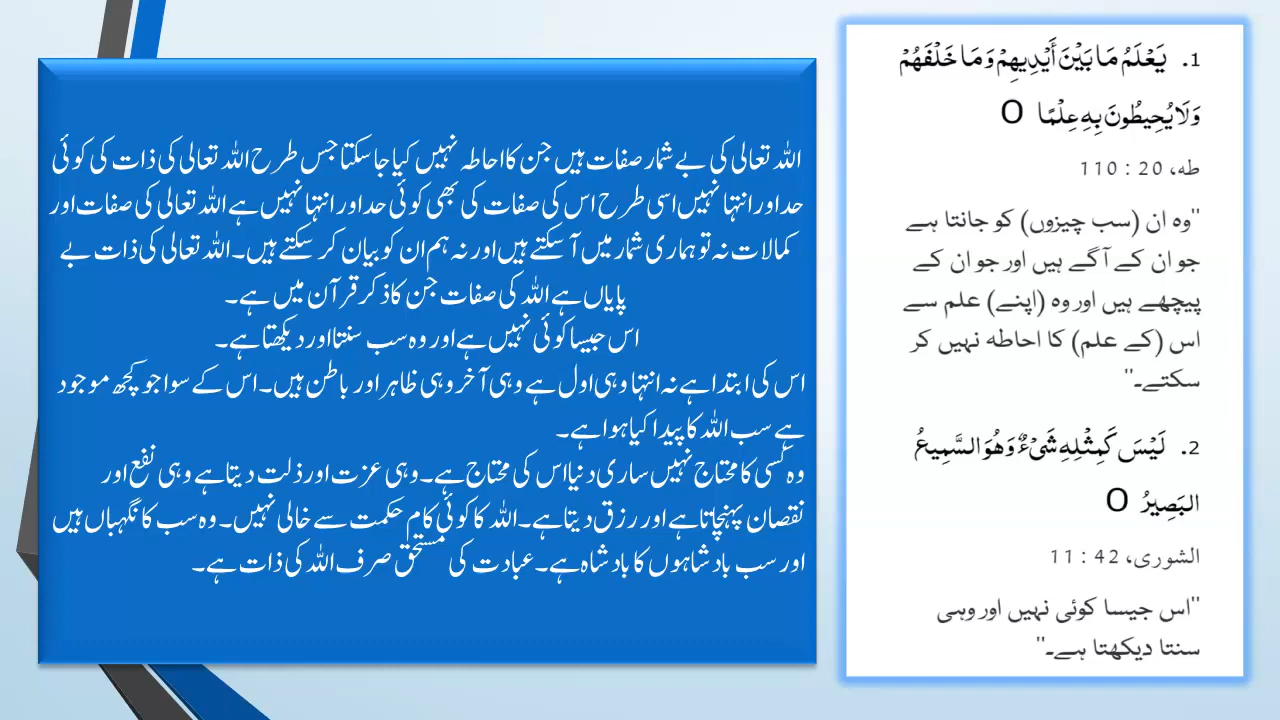 اللہ تعالی کی بے شمار صفات ہیں جن کا احاطہ نہیں کیا جا سکتا جس طرح اللہ تعالی کی ذات کی کوئی
حد اور انتہا نہیں اسی طرح اس کی صفات کی بھی کوئی حد اور انتہا نہیں ہے اللہ تعالی کی صفات اور
کمالات نہ تو ہماری شمار میں آ سکتے ہیں اور نہ ہم ان کو بیان کر سکتے ہیں۔ اللہ تعالی کی ذات بے
پایاں ہے اللہ کی صفات جن کا ذکر قرآن میں ہے۔
اس جیسا کوئی نہیں ہے اور وہ سب سنتا اور دیکھتا ہے۔
اس کی ابتدا ہے نہ انتہا وہی اول ہے وہی آخر وہی ظاہر اور باطن ہیں۔ اس کے سوا جو کچھ موجود
ہے سب اللہ کا پیدا کیا ہوا ہے۔
وہ کسی کا محتاج نہیں ساری دنیا اس کی محتاج ہے۔ وہی عزت اور ذلت دیتا ہے وہی نفع اور
نقصان پہنچاتا ہے اور رزق دیتا ہے۔ اللہ کا کوئی کام حکمت سے خالی نہیں۔ وہ سب کا نگہباں ہیں
اور سب بادشاہوں کا بادشاہ ہے۔ عبادت کی مستحق صرف اللہ کی ذات ہے۔
1. يَعْلَمُ مَا بَيْنَ أَيْدِيهِمْ وَمَا خَلْفَهُمْ
وَلَا يُحِيطُونَ بِهِ عِلْمًا O
طه، 20 : 110
''وہ ان (سب چیزوں) کو جانتا ہے
جو ان کے آگے ہیں اور جو ان کے
پیچھے ہیں اور وہ (اپنے) علم سے
اس (کے علم) کا احاطہ نہیں کر
سکتے۔''
2. لَيْسَ كَمِثْلِهِ شَيْءٌ وَهُوَ السَّمِيعُ
البَصِيرُ O
الشوری، 42 : 11
''اس جیسا کوئی نہیں اور وہی
سنتا دیکھتا ہے۔''